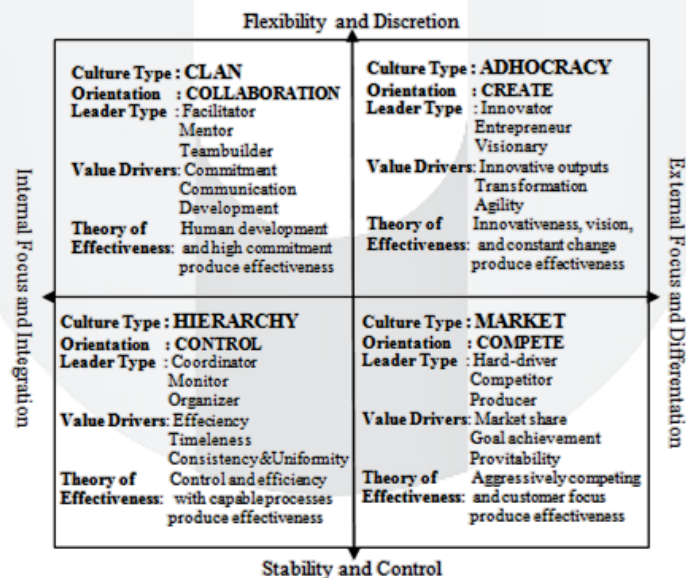 Flexibility and Discretion
Culture Type : CLAN
Orientation : COLLABORATION
Leader Type : Facilitator
Mentor
Teambuilder
Value Drivers: Commitment
Communication
Development
Theory of Human development
Effectiveness: and high commitment
produce effectiveness
Culture Type : ADHOCRACY
Orientation : CREATE
Leader Type : Innovator
Entrepreneur
Visionary
Value Drivers: Innovative outputs
Transformation
Agility
Theory of Innovativeness, vision,
Effectiveness: and constant change
produce effectiveness
Internal Focus and Integration
External Focus and Differentation
Culture Type : HIERARCHY
Orientation : CONTROL
Leader Type : Coordinator
Monitor
Organizer
Value Drivers: Effeciency
Timeleness
Consistency&Uniformity
Theory of Control and efficiency
Effectiveness: with capable processes
produce effectiveness
Culture Type : MARKET
Orientation : COMPETE
Leader Type : Hard-driver
Competitor
Producer
Value Drivers: Market share
Goal achievement
Provitability
Theory of Aggressively competing
Effectiveness: and customer focus
produce effectiveness
Stability and Control